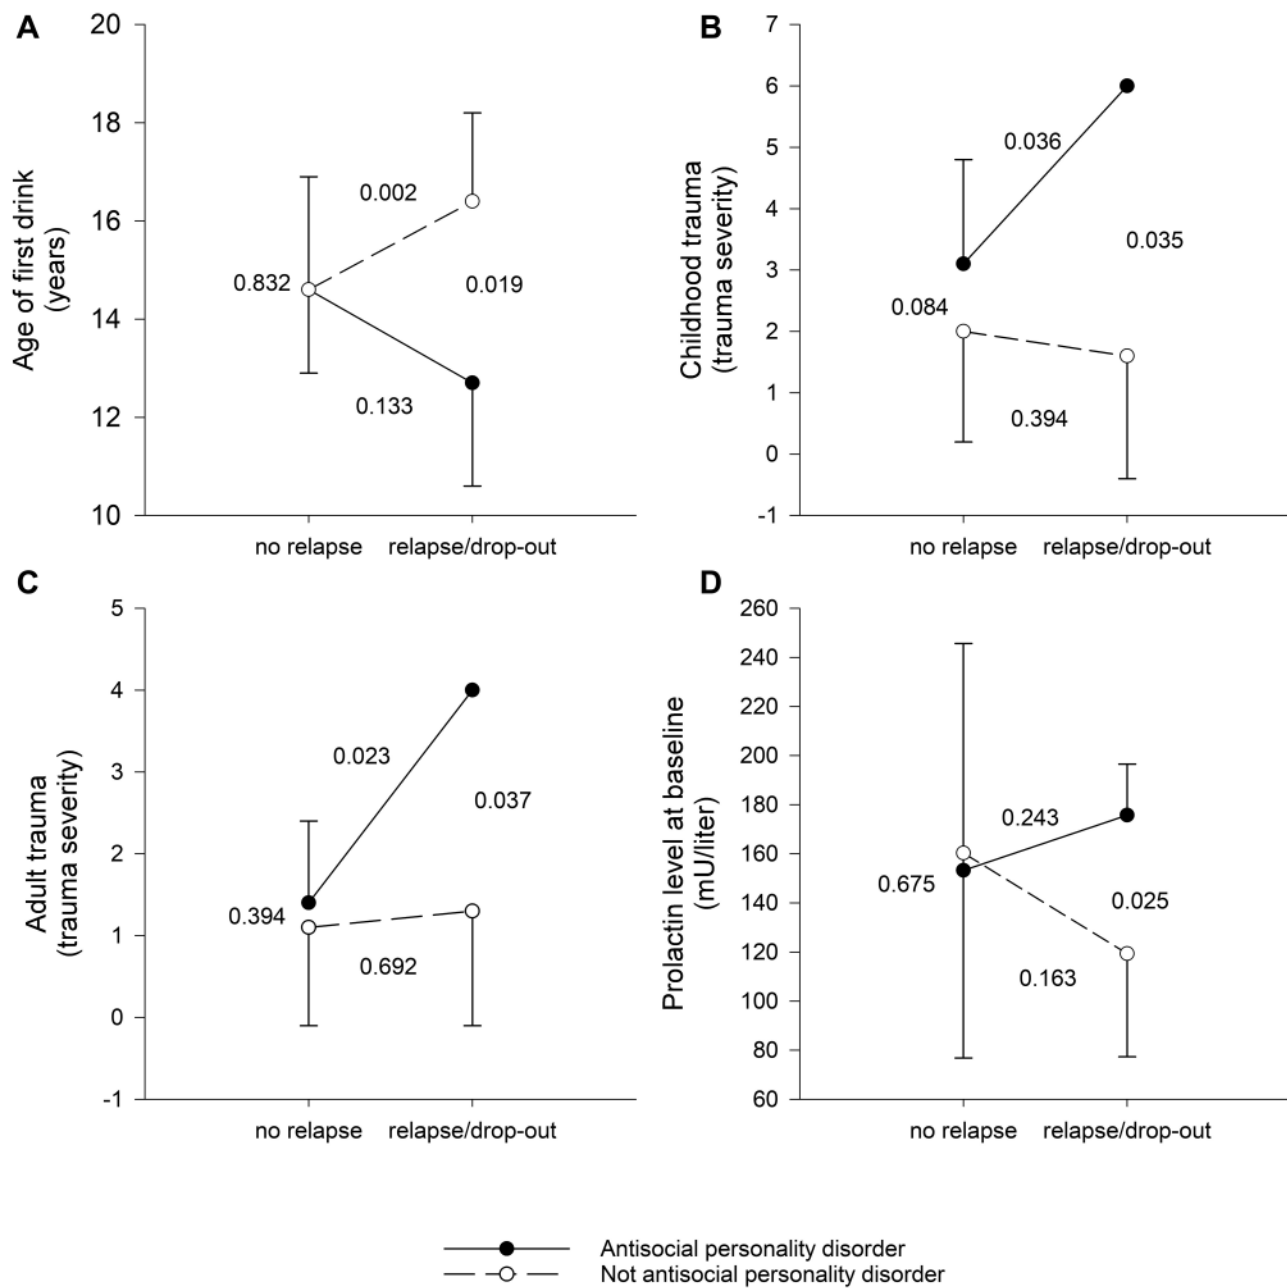 A
Age of first drink
(years)
20
18
16
14
12
10
0.002
0.832
0.019
0.133
no relapse
relapse/drop-out
B
Childhood trauma
(trauma severity)
7
6
5
4
3
2
1
0
-1
0.036
0.035
0.084
0.394
no relapse
relapse/drop-out
C
Adult trauma
(trauma severity)
5
4
3
2
1
0
-1
0.023
0.037
0.394
0.692
no relapse
relapse/drop-out
D
Prolactin level at baseline
(mU/liter)
260
240
220
200
180
160
140
120
100
80
60
0.243
0.675
0.025
0.163
no relapse
relapse/drop-out
Antisocial personality disorder
Not antisocial personality disorder